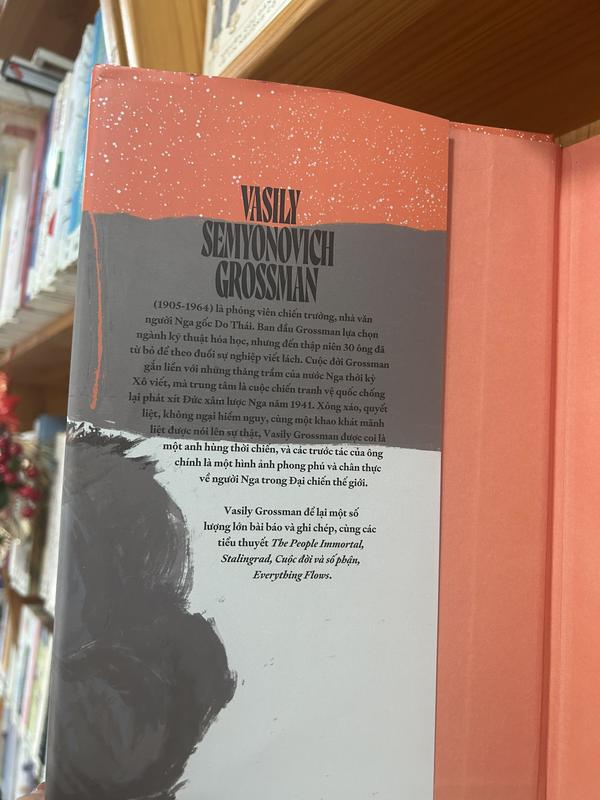 VASILY
SEMYONOVICH
GROSSMAN
(1905-1964) là phóng viên chiến trường, nhà văn
người Nga gốc Do Thái. Ban đầu Grossman lựa chọn
ngành kỹ thuật hóa học, nhưng đến thập niên 30 ông đã
từ bỏ để theo đuổi sự nghiệp viết lách. Cuộc đời Grossman
gắn liền với những thăng trầm của nước Nga thời kỳ
Xô viết, mà trung tâm là cuộc chiến tranh vệ quốc chống
lại phát xít Đức xâm lược Nga năm 1941. Xông xáo, quyết
liệt, không ngại hiểm nguy, cùng một khao khát mãnh
liệt được nói lên sự thật, Vasily Grossman được coi là
một anh hùng thời chiến, và các trước tác của ông
chính là một hình ảnh phong phú và chân thực
về người Nga trong Đại chiến thế giới.
Vasily Grossman để lại một số
lượng lớn bài báo và ghi chép, cùng các
tiểu thuyết The People Immortal,
Stalingrad, Cuộc đời và số phận,
Everything Flows.